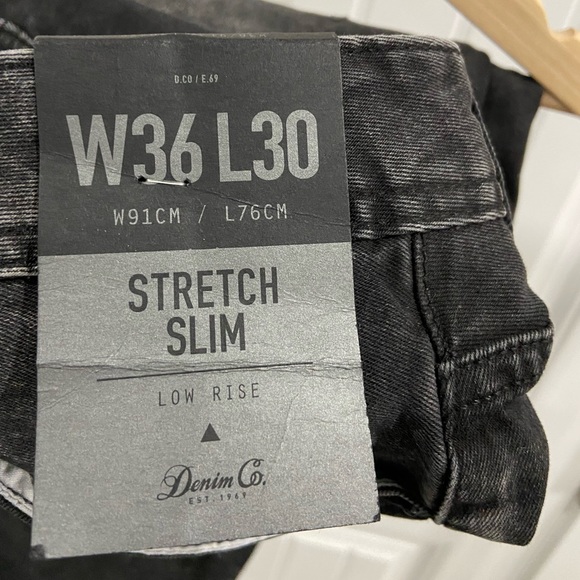 D.CO / E.69
W36 L30
W91CM / L76CM
STRETCH
SLIM
LOW RISE
Denim Co.
EST. 1969